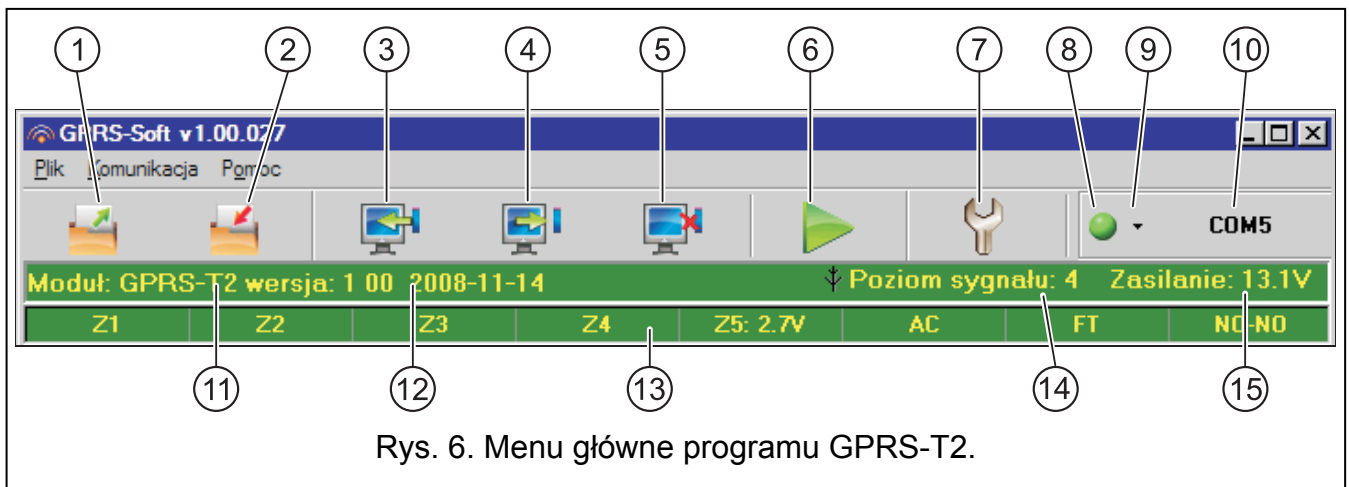 1 2 3 4 5 6 7 8 9 10
GPRS-Soft v1.00.027
Plik Komunikacja Pomoc
COM5
Moduł: GPRS-T2 wersja: 1 00 2008-11-14 Poziom sygnału: 4 Zasilanie: 13.1V
Z1 Z2 Z3 Z4 Z5: 2.7V AC FT NO-NO
11 12 13 14 15
Rys. 6. Menu główne programu GPRS-T2.